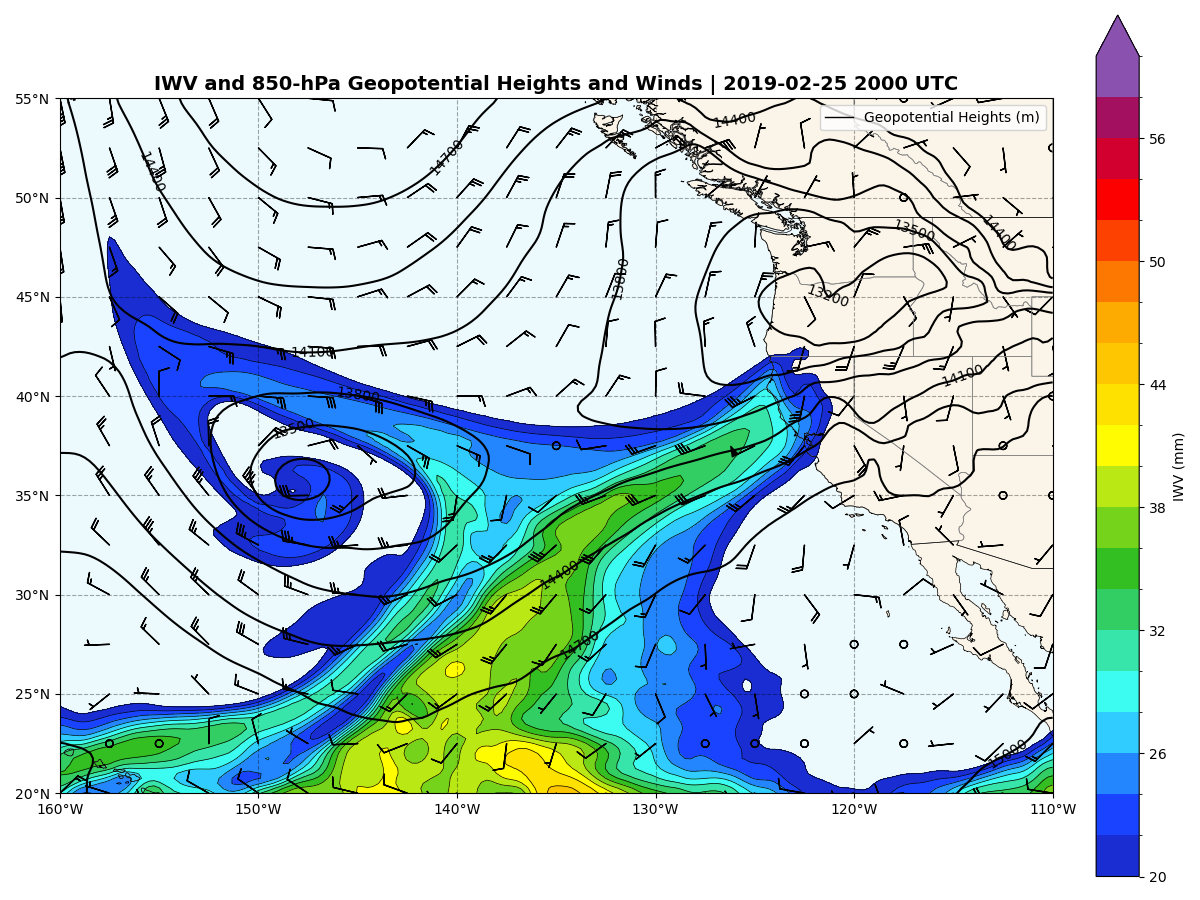 IWV and 850-hPa Geopotential Heights and Winds | 2019-02-25 2000 UTC
Geopotential Heights (m)
55°N
50°N
45°N
40°N
35°N
30°N
25°N
20°N
160°W
150°W
140°W
130°W
120°W
110°W
14400
14700
14400
13500
14400
13800
13200
14100
14100
13800
13500
14400
14700
15000
56
50
44
38
32
26
20
IWV (mm)